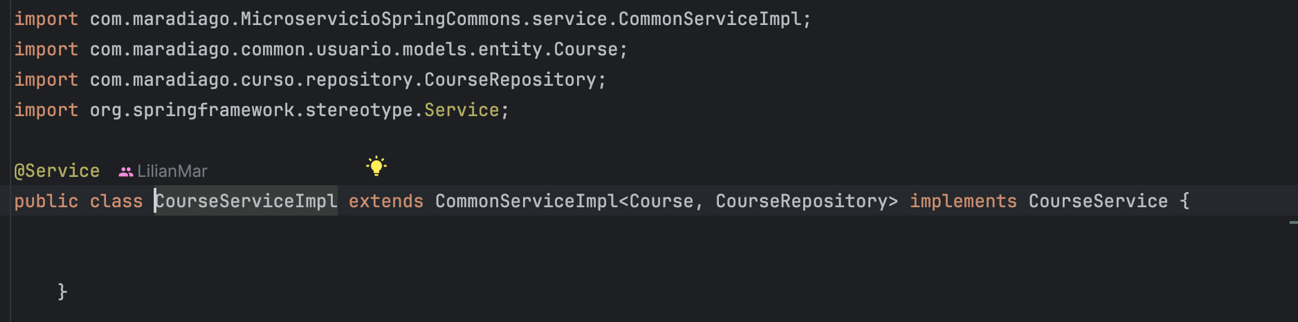 import com.maradiago.MicroservicioSpringCommons.service.CommonServiceImpl;
import com.maradiago.common.usuario.models.entity.Course;
import com.maradiago.curso.repository.CourseRepository;
import org.springframework.stereotype.Service;
@Service LilianMar
public class CourseServiceImpl extends CommonServiceImpl<Course, CourseRepository> implements CourseService {
}